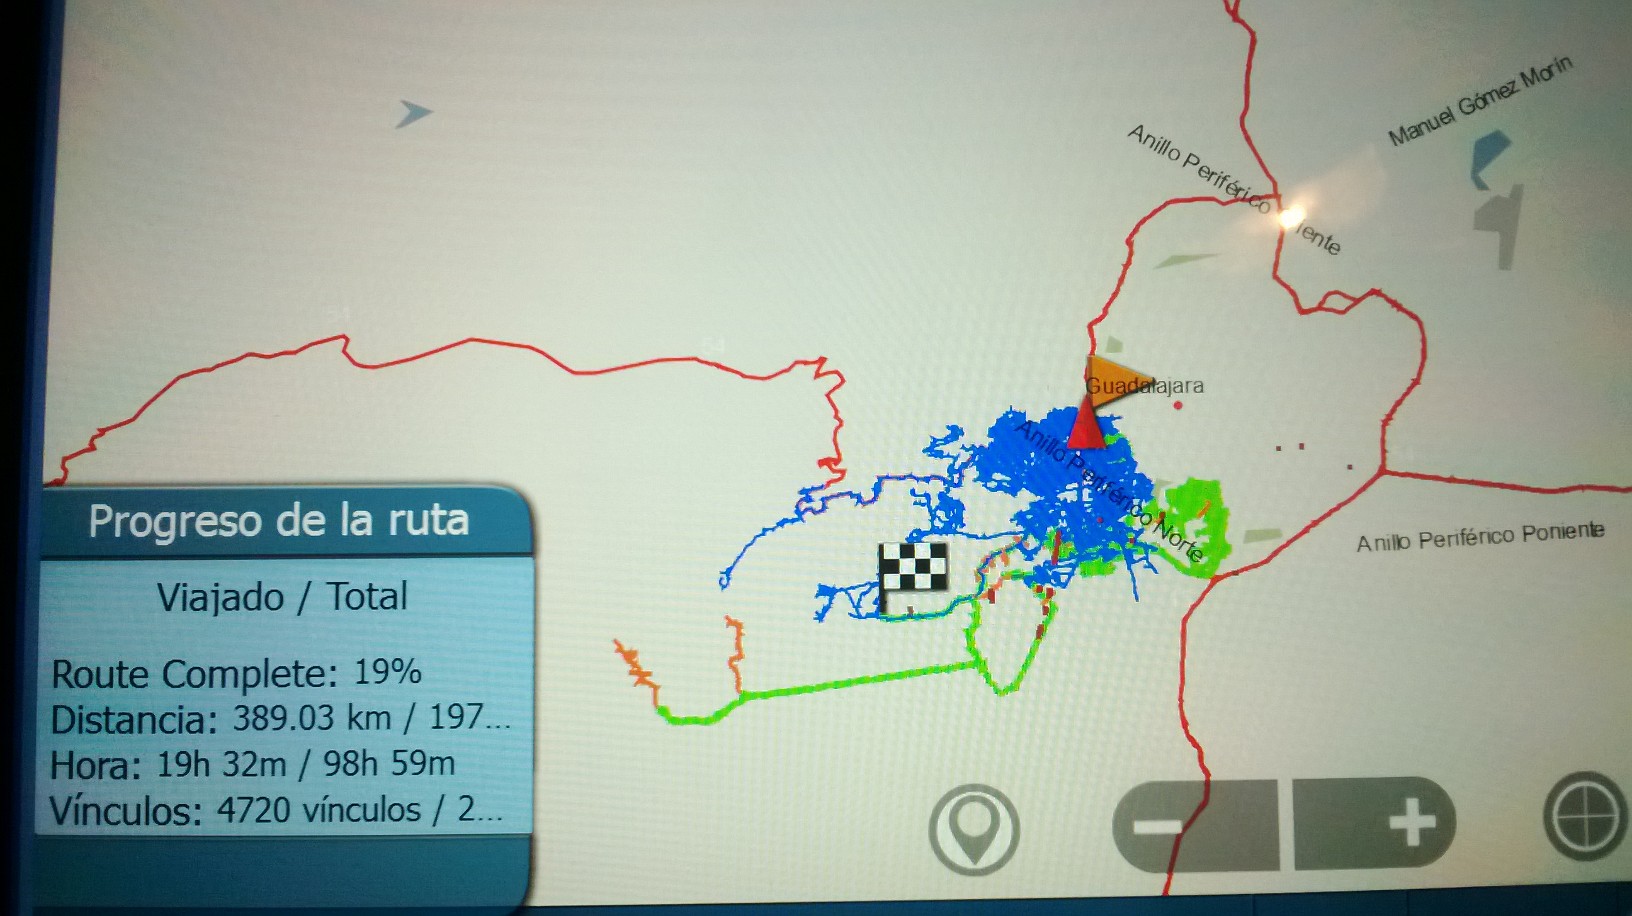 Manuel Gómez Morín
Anillo Periférico
iente
Guadalajara
Anillo Periférico Norte
Anillo Periférico Poniente
Progreso de la ruta
Viajado / Total
Route Complete: 19%
Distancia: 389.03 km / 197...
Hora: 19h 32m / 98h 59m
Vínculos: 4720 vínculos / 2...